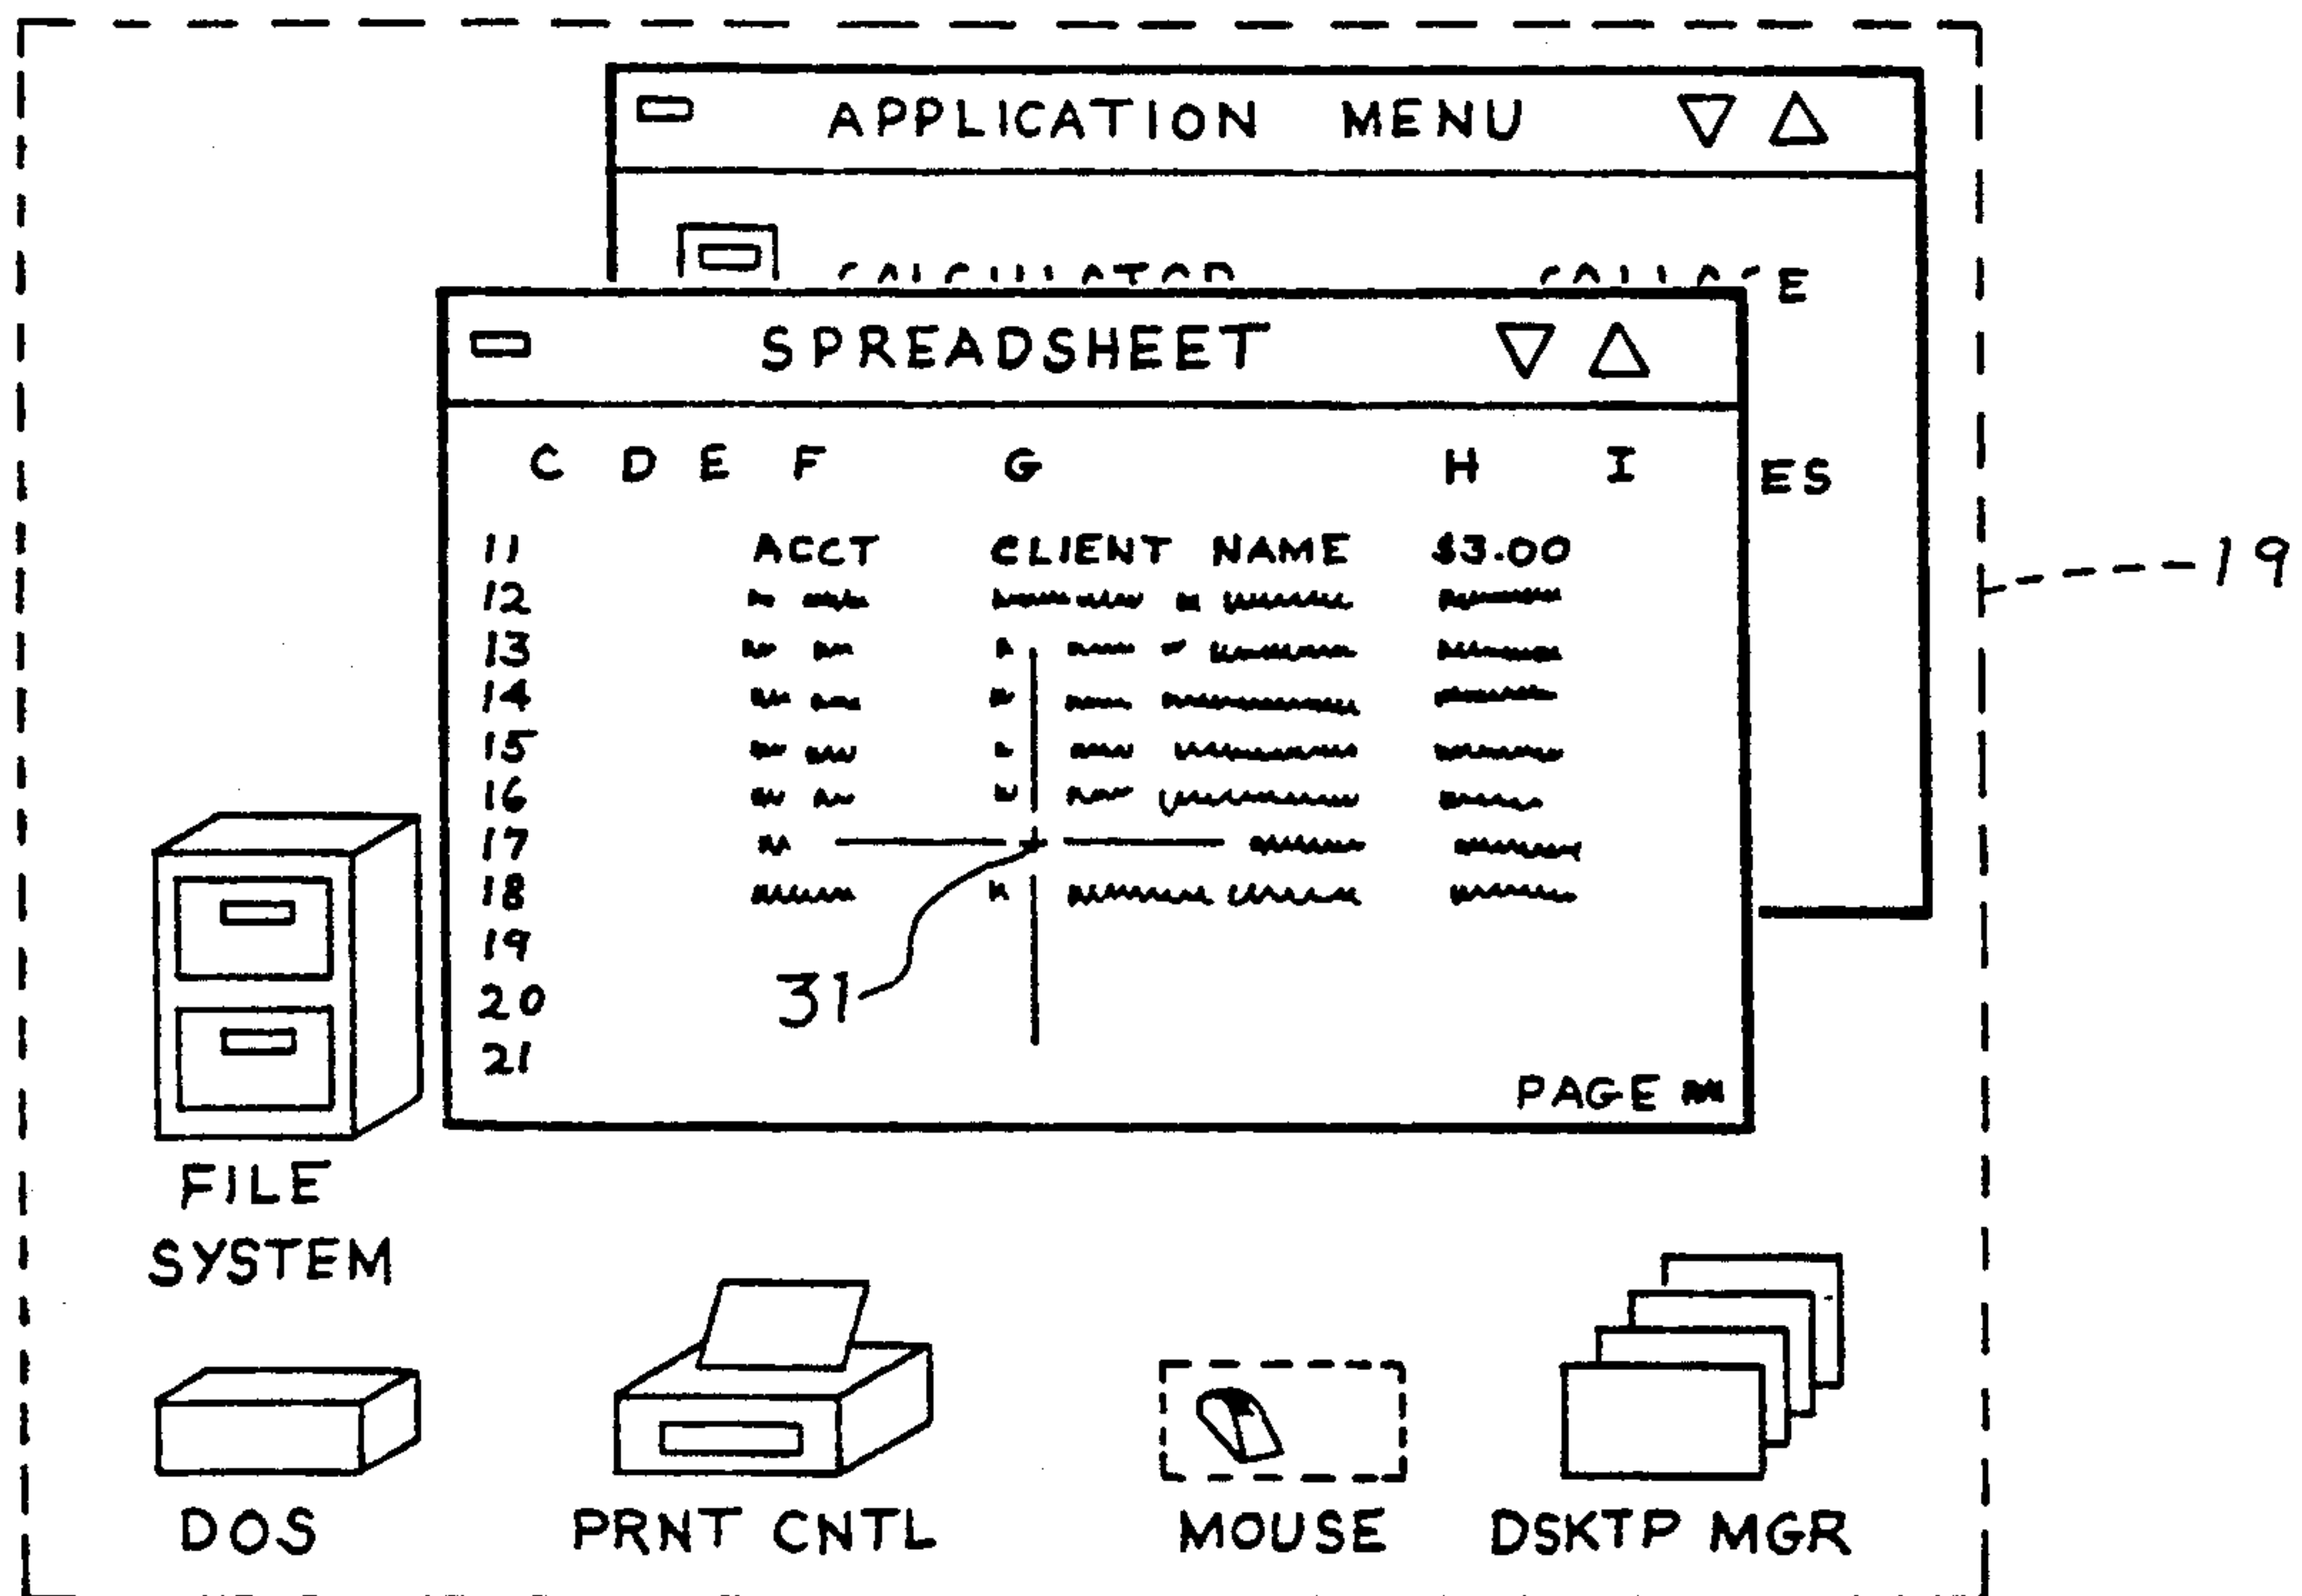 APPLICATION MENU
CALCULATOR E
SPREADSHEET
C D E F G H I
ES
11 ACCT CLIENT NAME $3.00
19
12
13
14
15
16
17
18
19
20
31
21
PAGE
FILE
SYSTEM
DOS PRNT CNTL MOUSE DSKTP MGR